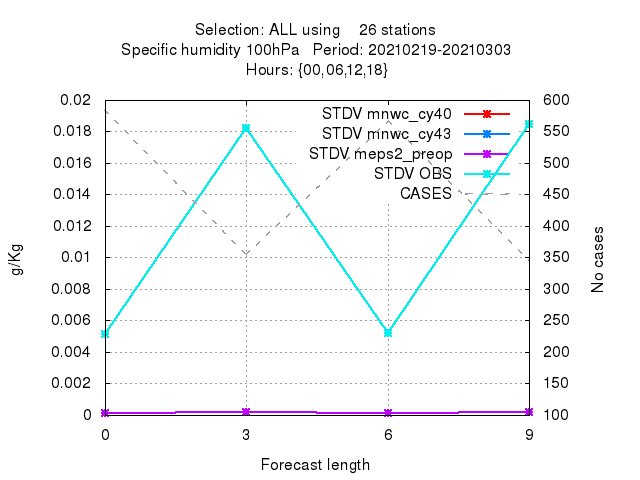 Selection: ALL using    26 stations
Specific humidity 100hPa   Period: 20210219-20210303
Hours: {00,06,12,18}
0.02
0.018
0.016
0.014
0.012
0.01
0.008
0.006
0.004
0.002
0
g/Kg
STDV mnwc_cy40
STDV mnwc_cy43
STDV meps2_preop
STDV OBS
CASES
600
550
500
450
400
350
300
250
200
150
100
No cases
0 3 6 9
Forecast length